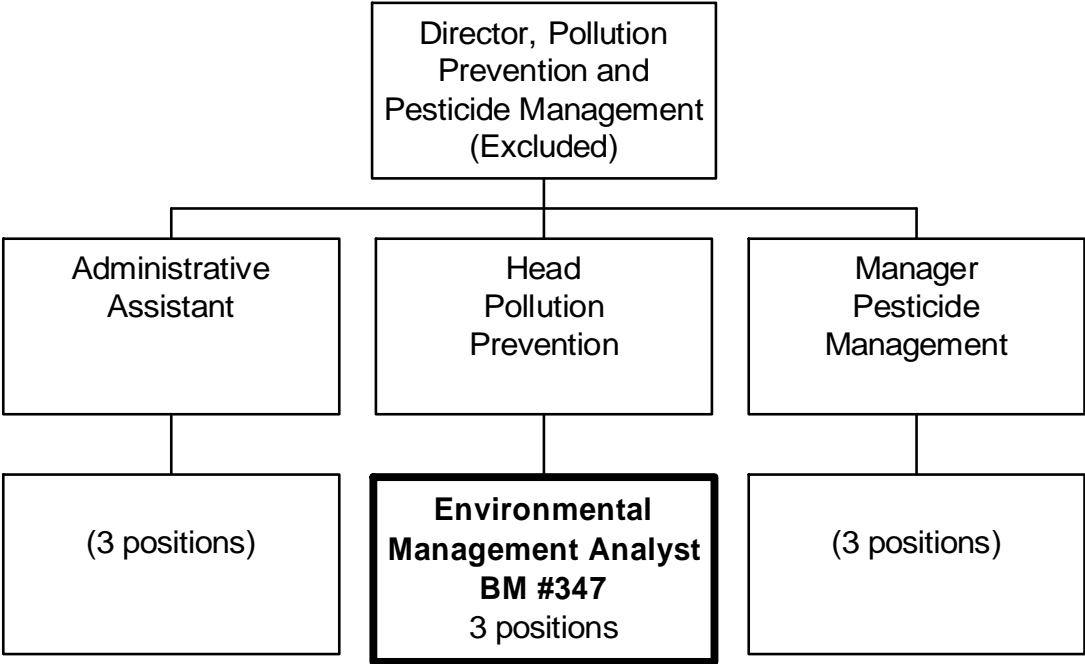 Director, Pollution
Prevention and
Pesticide Management
(Excluded)
Administrative
Assistant
Head
Pollution
Prevention
Manager
Pesticide
Management
(3 positions)
Environmental
Management Analyst
BM #347
3 positions
(3 positions)